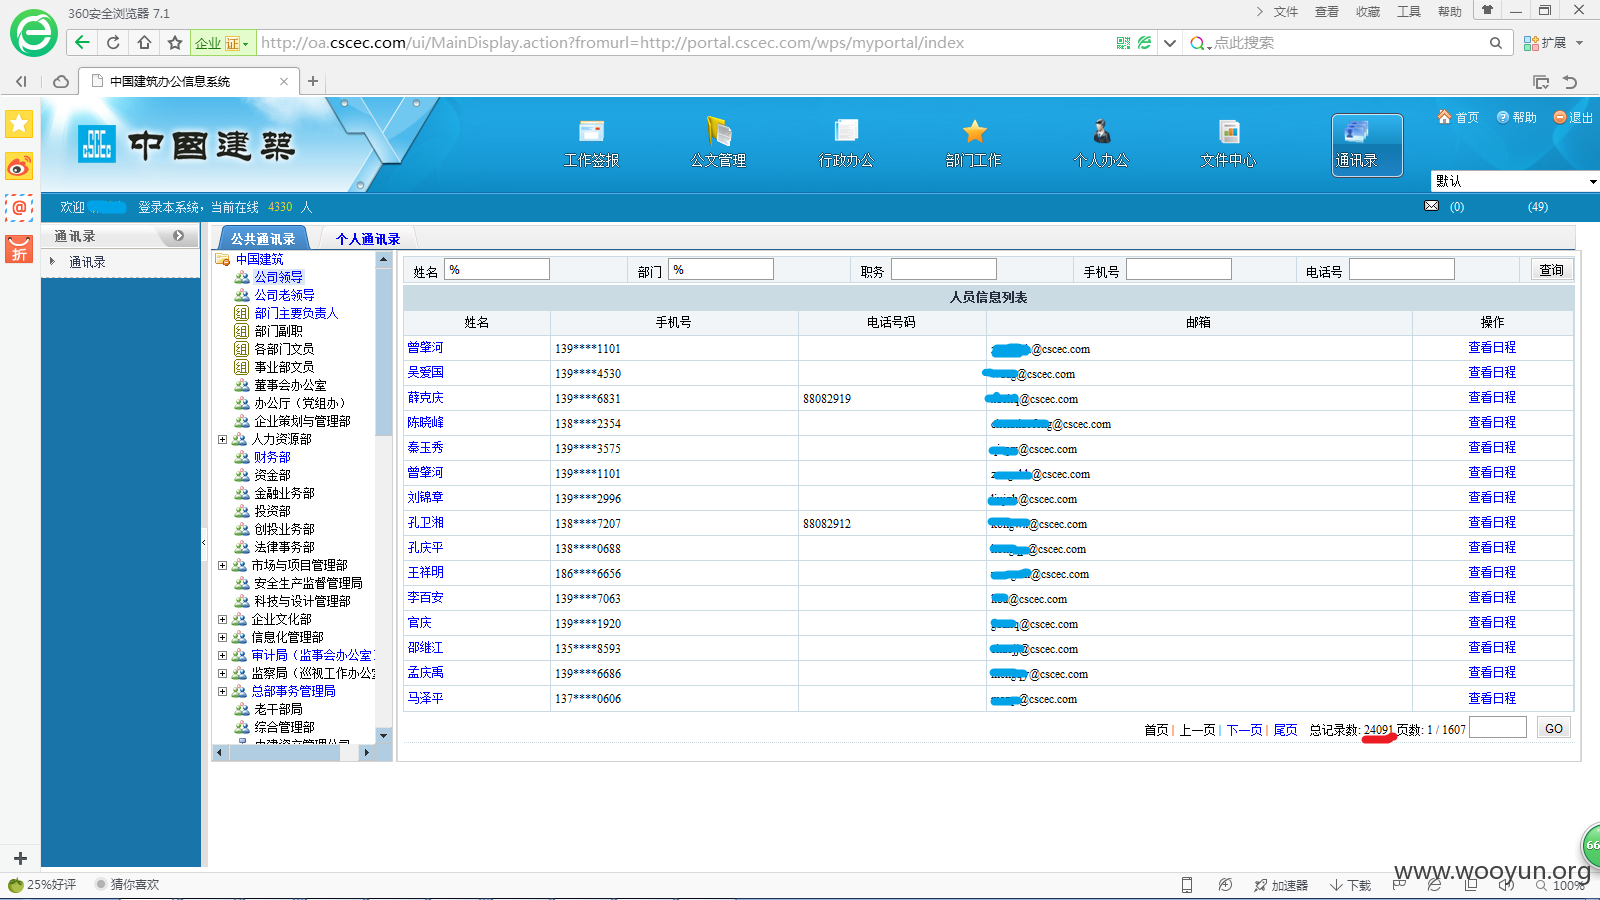 360安全浏览器 7.1
文件 查看 收藏 工具 帮助
企业 证 http://oa.cscec.com/ui/MainDisplay.action?fromurl=http://portal.cscec.com/wps/myportal/index 点此搜索 扩展
中国建筑办公信息系统
CSCEC 中國建築
工作签报 公文管理 行政办公 部门工作 个人办公 文件中心 通讯录
首页 帮助 退出
默认
欢迎 登录本系统，当前在线 4330 人 (0) (49)
通讯录
通讯录
公共通讯录 个人通讯录
中国建筑
公司领导
公司老领导
组 部门主要负责人
组 部门副职
组 各部门文员
组 事业部文员
董事会办公室
办公厅（党组办）
企业策划与管理部
人力资源部
财务部
资金部
金融业务部
投资部
创投业务部
法律事务部
市场与项目管理部
安全生产监督管理局
科技与设计管理部
企业文化部
信息化管理部
审计局（监事会办公室）
监察局（巡视工作办公室
总部事务管理局
老干部局
综合管理部
姓名 % 部门 % 职务 手机号 电话号 查询
人员信息列表
姓名 手机号 电话号码 邮箱 操作
曾肇河 139****1101 @cscec.com 查看日程
吴爱国 139****4530 @cscec.com 查看日程
薛克庆 139****6831 88082919 @cscec.com 查看日程
陈晓峰 138****2354 g@cscec.com 查看日程
秦玉秀 139****3575 @cscec.com 查看日程
曾肇河 139****1101 @cscec.com 查看日程
刘锦章 139****2996 @cscec.com 查看日程
孔卫湘 138****7207 88082912 @cscec.com 查看日程
孔庆平 138****0688 @cscec.com 查看日程
王祥明 186****6656 @cscec.com 查看日程
李百安 139****7063 @cscec.com 查看日程
官庆 139****1920 q@cscec.com 查看日程
邵继江 135****8593 @cscec.com 查看日程
孟庆禹 139****6686 @cscec.com 查看日程
马泽平 137****0606 @cscec.com 查看日程
首页 | 上一页 | 下一页 | 尾页 总记录数: 24091 页数: 1 / 1607 GO
折
66
www.wooyun.org
25%好评 猜你喜欢 加速器 下载 100%